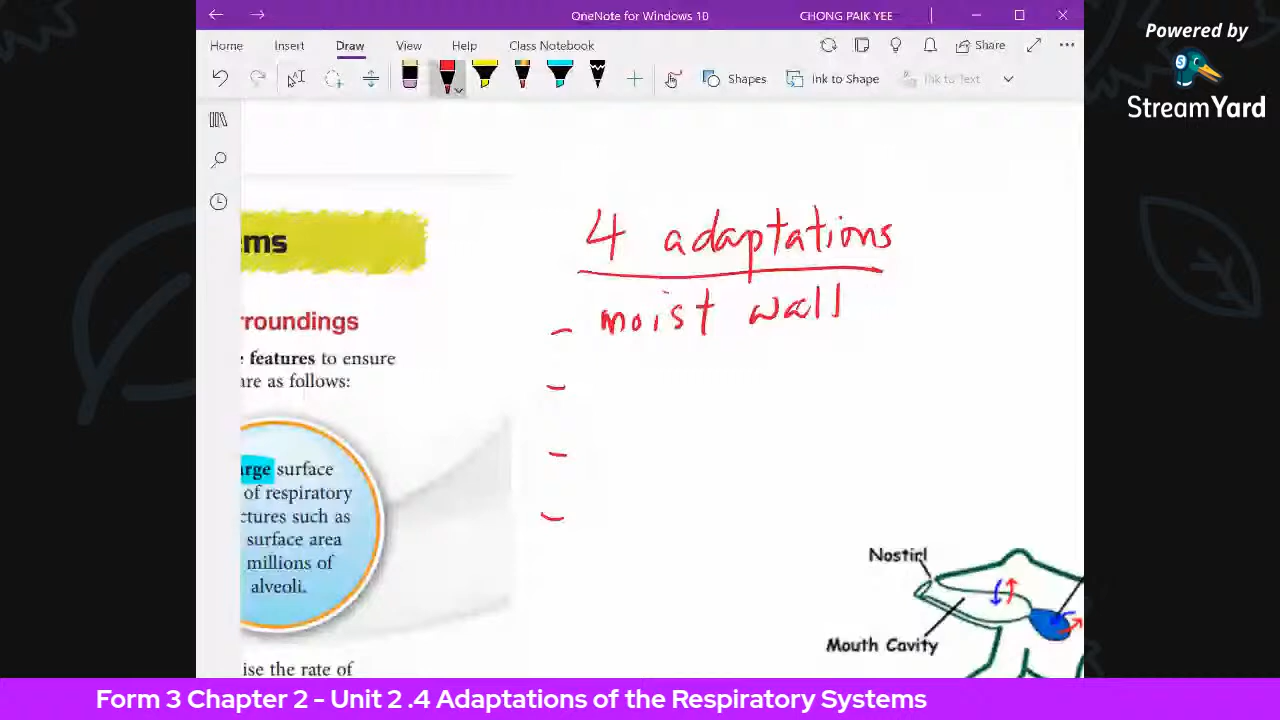 OneNote for Windows 10
CHONG PAIK YEE
Powered by
StreamYard
Home Insert Draw View Help Class Notebook
Share
Shapes
Ink to Shape
Ink to Text
ms
rroundings
e features to ensure
are as follows:
arge surface
of respiratory
ctures such as
surface area
millions of
alveoli.
ise the rate of
4 adaptations
- moist wall
-
-
-
Nostirl
Mouth Cavity
Form 3 Chapter 2 - Unit 2 .4 Adaptations of the Respiratory Systems